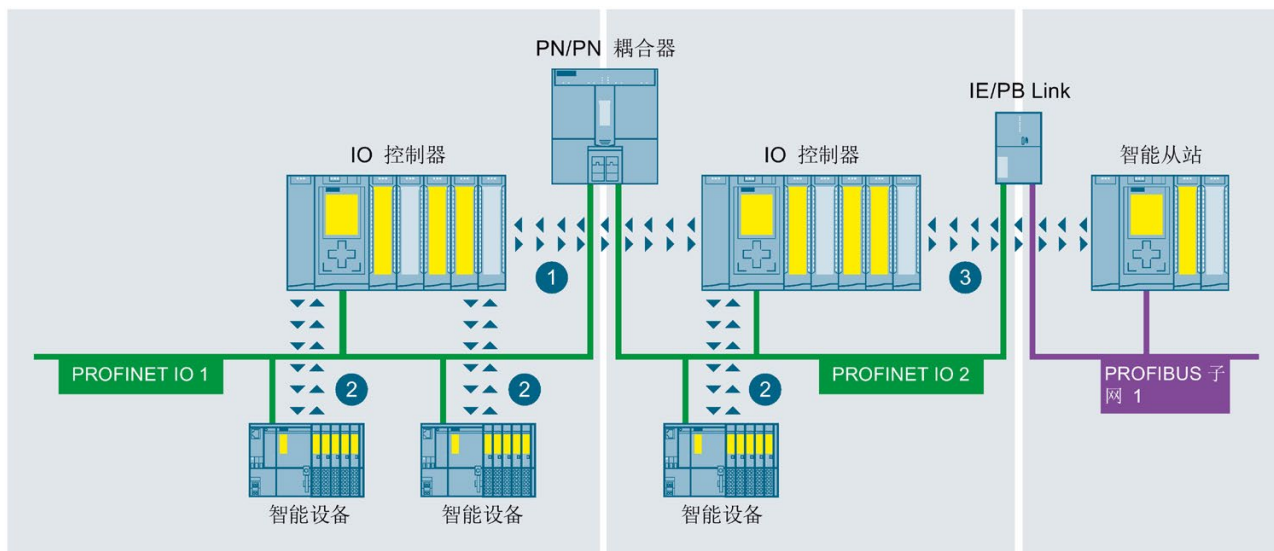 PN/PN 耦合器
IE/PB Link
IO 控制器
IO 控制器
智能从站
1
3
PROFINET IO 1
2
2
2
PROFINET IO 2
PROFIBUS 子
网 1
智能设备
智能设备
智能设备